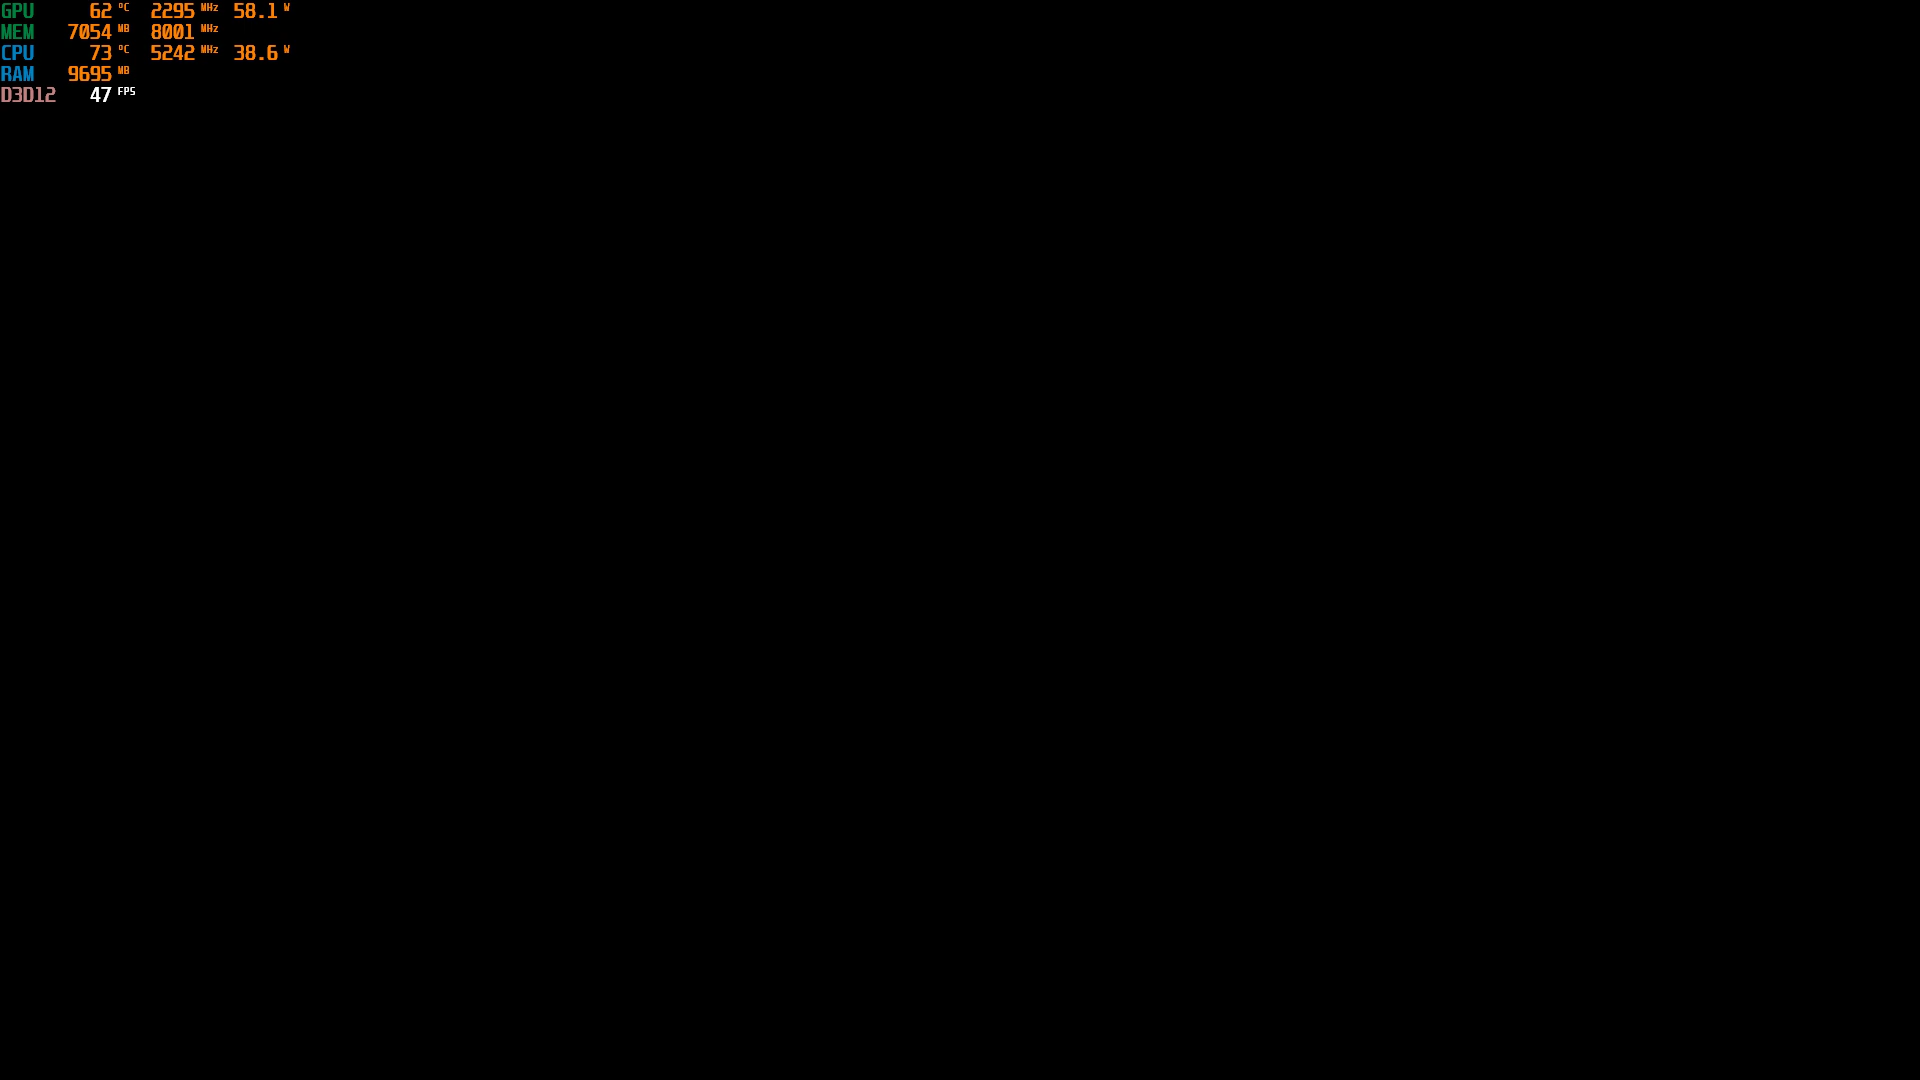 GPU 62 °C 2295 MHz 58.1 W
MEM 7054 MB 8001 MHz
CPU 73 °C 5242 MHz 38.6 W
RAM 9695 MB
D3D12 47 FPS